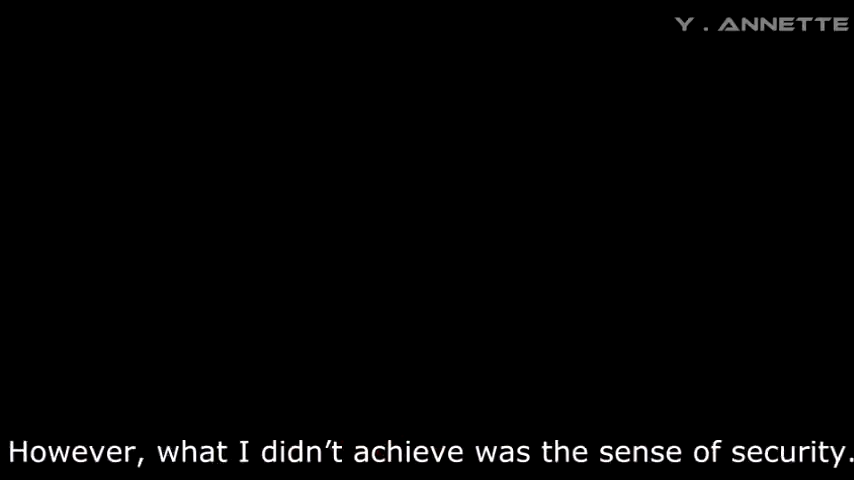 Y . ANNETTE
However, what I didn’t achieve was the sense of security.